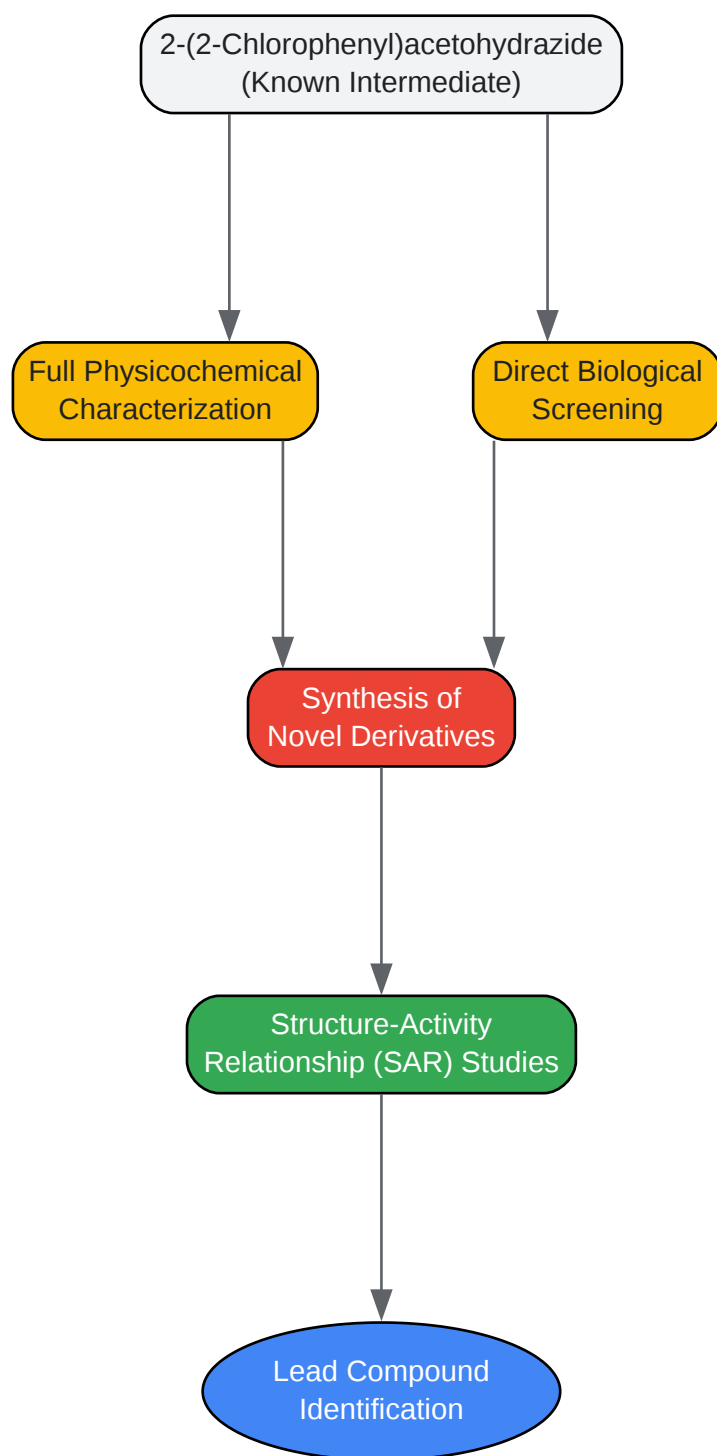 2-(2-Chlorophenyl)acetohydrazide
(Known Intermediate)
Full Physicochemical
Characterization
Direct Biological
Screening
Synthesis of
Novel Derivatives
Structure-Activity
Relationship (SAR) Studies
Lead Compound
Identification